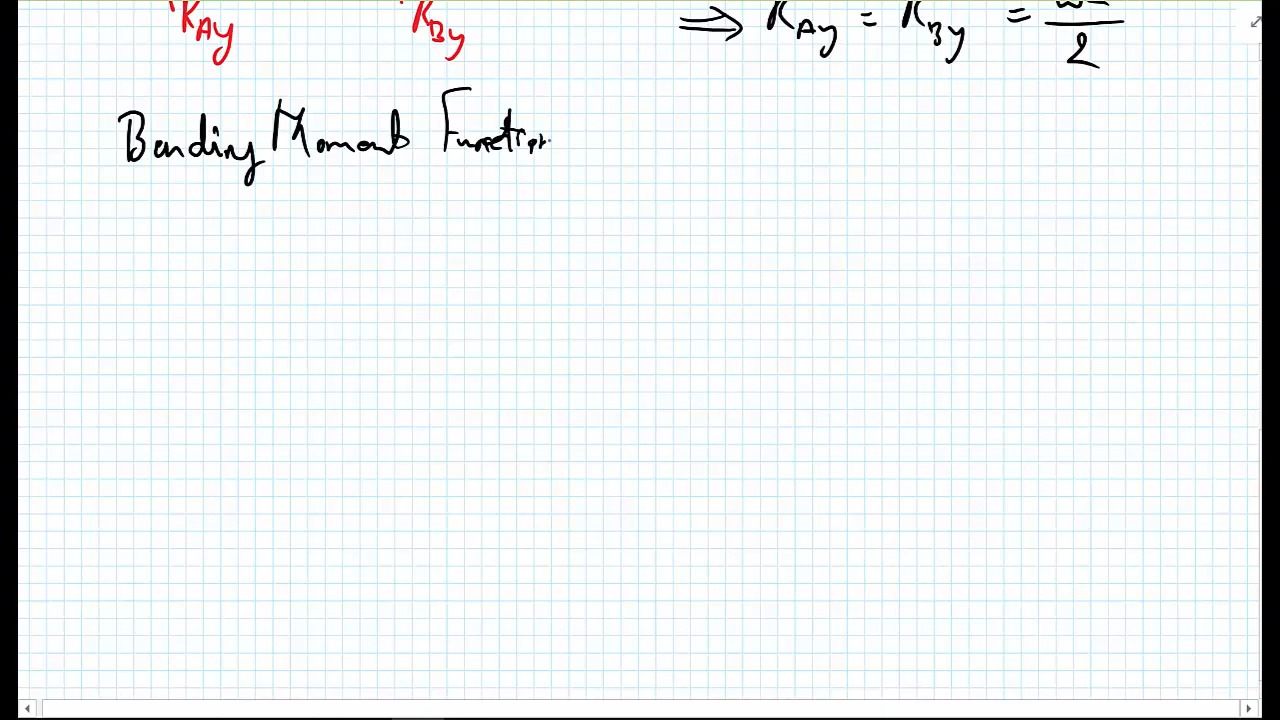 R_Ay R_By ⇒ R_Ay = R_By = wL/2
Bending Moment Function